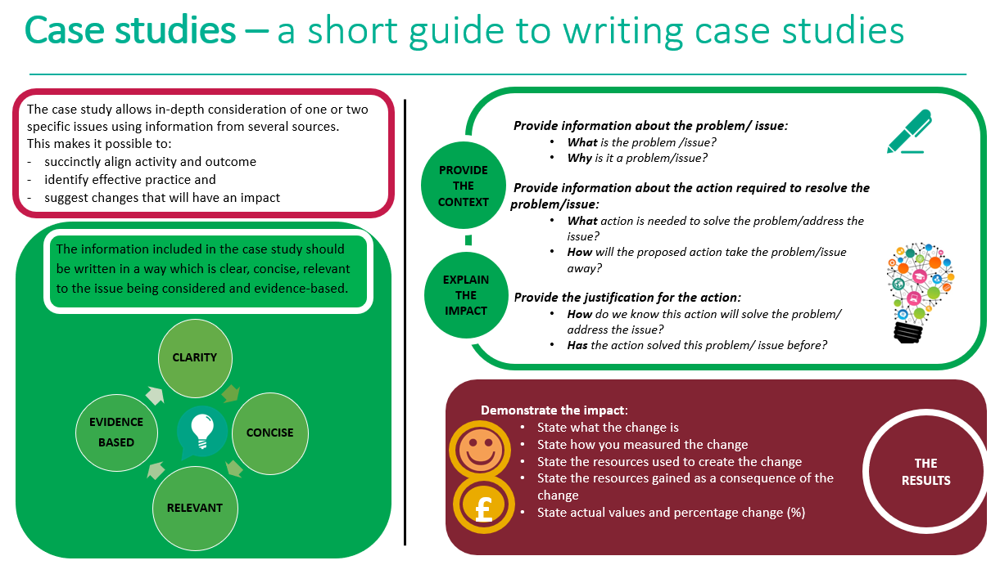 Case studies – a short guide to writing case studies
The case study allows in-depth consideration of one or two
specific issues using information from several sources.
This makes it possible to:
- succinctly align activity and outcome
- identify effective practice and
- suggest changes that will have an impact
The information included in the case study should
be written in a way which is clear, concise, relevant
to the issue being considered and evidence-based.
CLARITY
CONCISE
RELEVANT
EVIDENCE
BASED
PROVIDE
THE
CONTEXT
EXPLAIN
THE
IMPACT
Provide information about the problem/ issue:
• What is the problem /issue?
• Why is it a problem/issue?
Provide information about the action required to resolve the
problem/issue:
• What action is needed to solve the problem/address the
issue?
• How will the proposed action take the problem/issue
away?
Provide the justification for the action:
• How do we know this action will solve the problem/
address the issue?
• Has the action solved this problem/ issue before?
Demonstrate the impact:
• State what the change is
• State how you measured the change
• State the resources used to create the change
• State the resources gained as a consequence of the
change
• State actual values and percentage change (%)
£
THE
RESULTS